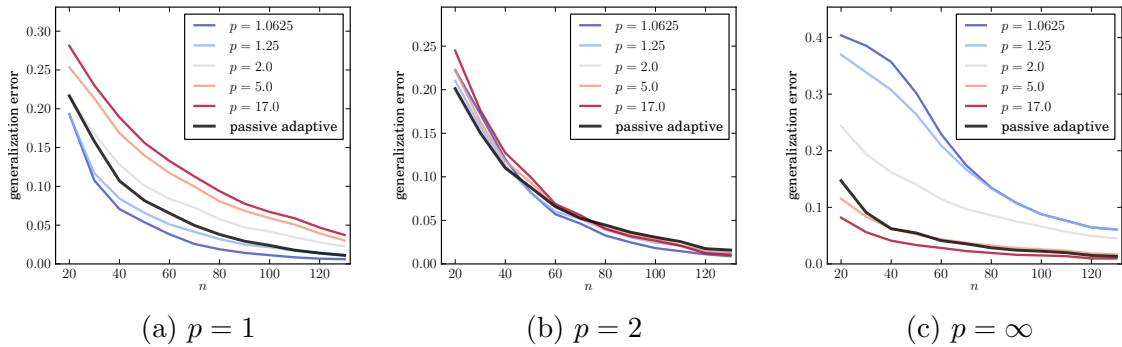 generalization error
0.30
0.25
0.20
0.15
0.10
0.05
0.00
20 40 60 80 100 120
n
p = 1.0625
p = 1.25
p = 2.0
p = 5.0
p = 17.0
passive adaptive
(a) p = 1
generalization error
0.25
0.20
0.15
0.10
0.05
0.00
20 40 60 80 100 120
n
p = 1.0625
p = 1.25
p = 2.0
p = 5.0
p = 17.0
passive adaptive
(b) p = 2
generalization error
0.4
0.3
0.2
0.1
0.0
20 40 60 80 100 120
n
p = 1.0625
p = 1.25
p = 2.0
p = 5.0
p = 17.0
passive adaptive
(c) p = ∞